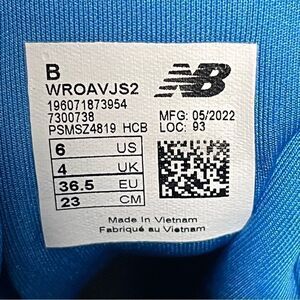 B
NB
WROAVJS2
196071873954
7300738
PSMSZ4819 HCB
MFG: 05/2022
LOC: 93
6 US
4 UK
36.5 EU
23 CM
Made In Vietnam
Fabriqué au Vietnam